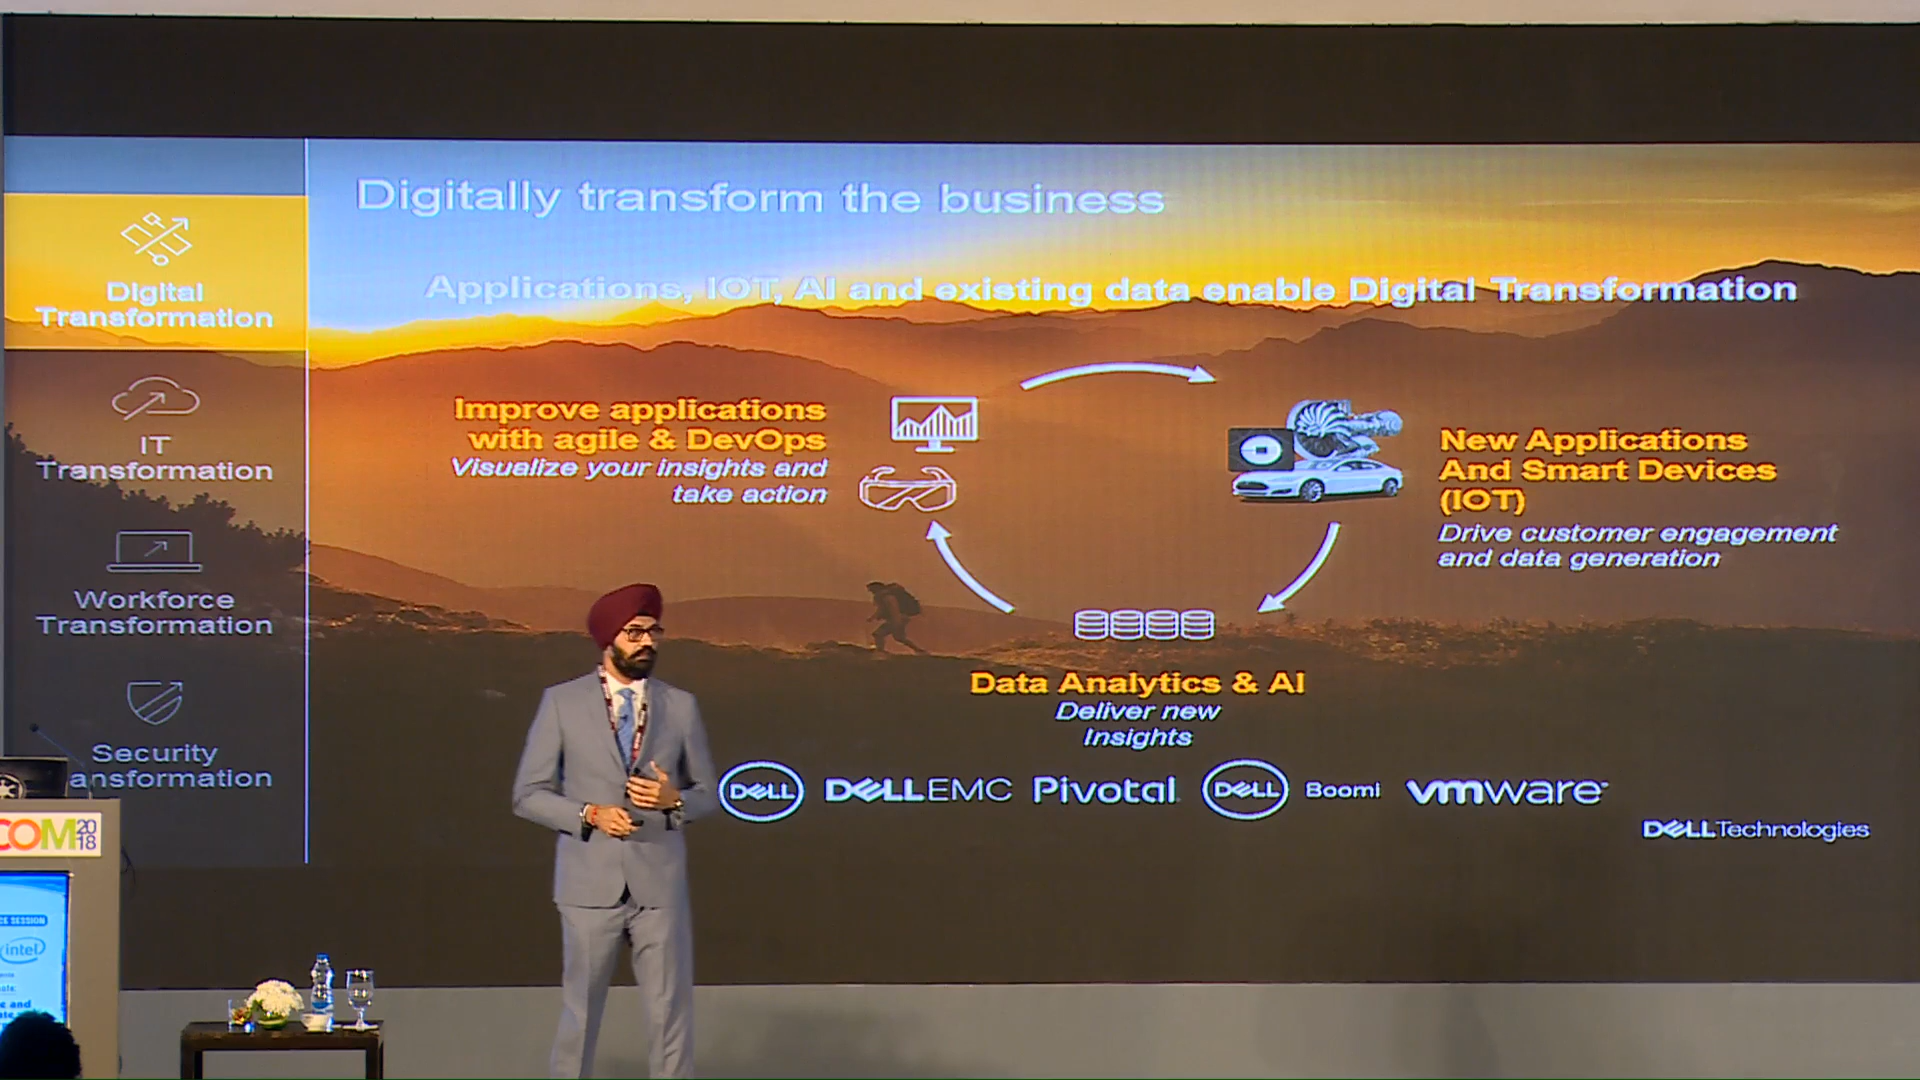 Digitally transform the business
Applications, IOT, AI and existing data enable Digital Transformation
Digital
Transformation
IT
Transformation
Workforce
Transformation
Security
ansformation
Improve applications
with agile & DevOps
Visualize your insights and
take action
New Applications
And Smart Devices
(IOT)
Drive customer engagement
and data generation
Data Analytics & AI
Deliver new
Insights
DELL
DELLEMC
Pivotal
DELL
Boomi
vmware
DELLTechnologies
COM 2018
SESSION
intel